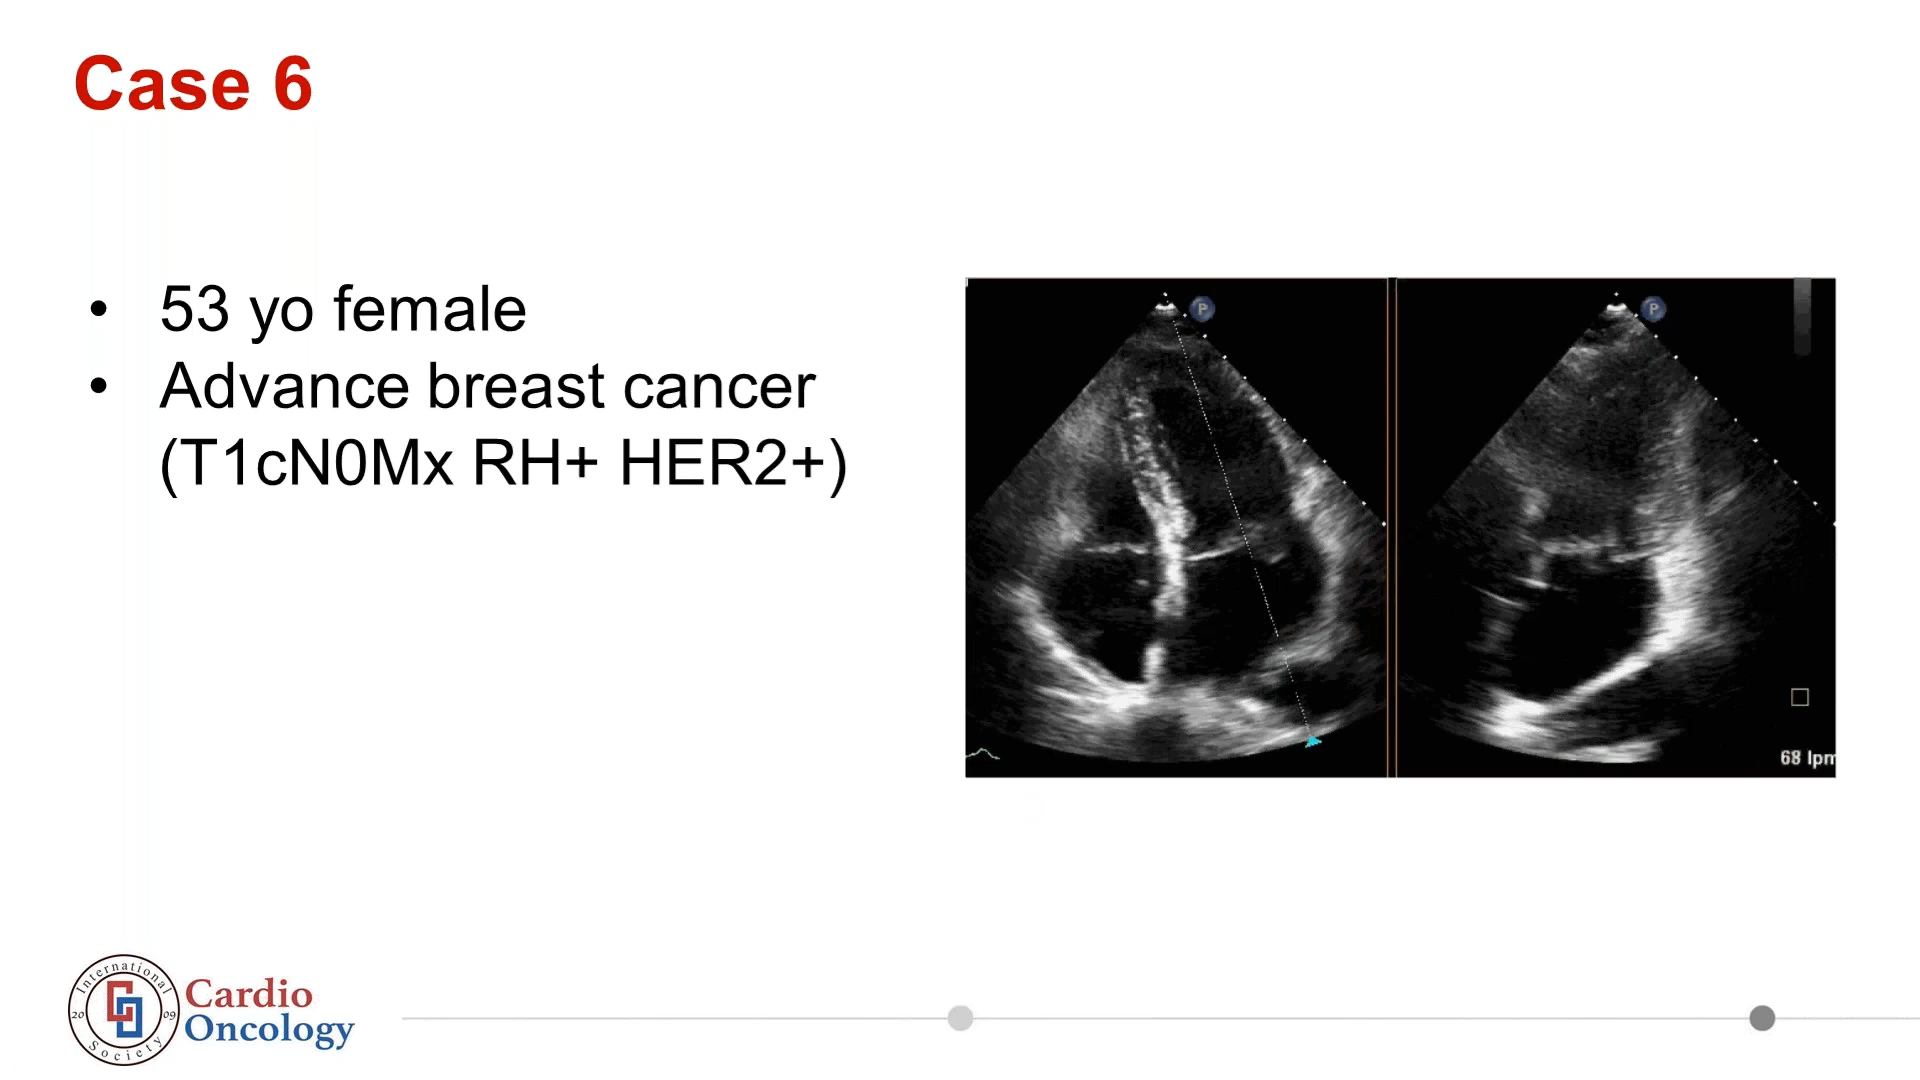 Case 6
• 53 yo female
• Advance breast cancer
(T1cN0Mx RH+ HER2+)
P
P
68 lpm
International
20 09
Society
Cardio
Oncology